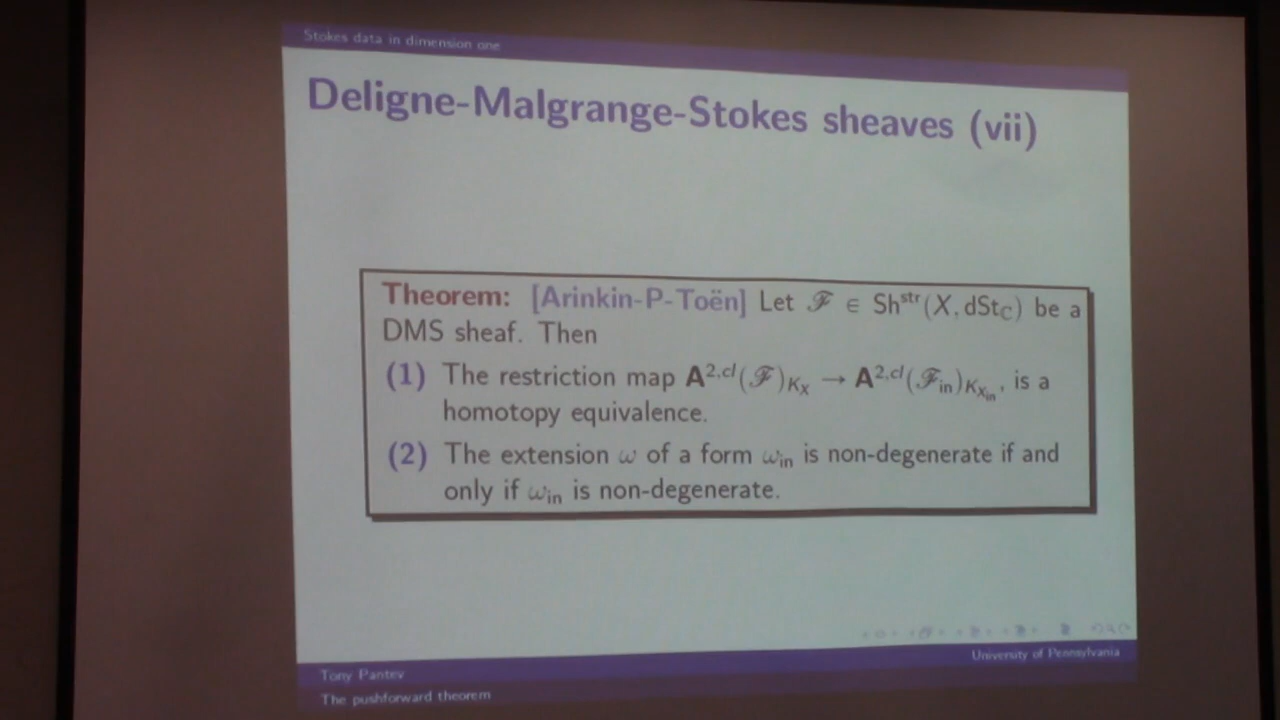 Stokes data in dimension one
Deligne-Malgrange-Stokes sheaves (vii)
Theorem: [Arinkin-P-Toën] Let ℱ ∈ Sh^str(X, dSt_ℂ) be a
DMS sheaf. Then
(1) The restriction map A^{2,cl}(ℱ)_{K_X} → A^{2,cl}(ℱ_in)_{K_{X_in}}, is a
homotopy equivalence.
(2) The extension ω of a form ω_in is non-degenerate if and
only if ω_in is non-degenerate.
Tony Pantev
University of Pennsylvania
The pushforward theorem